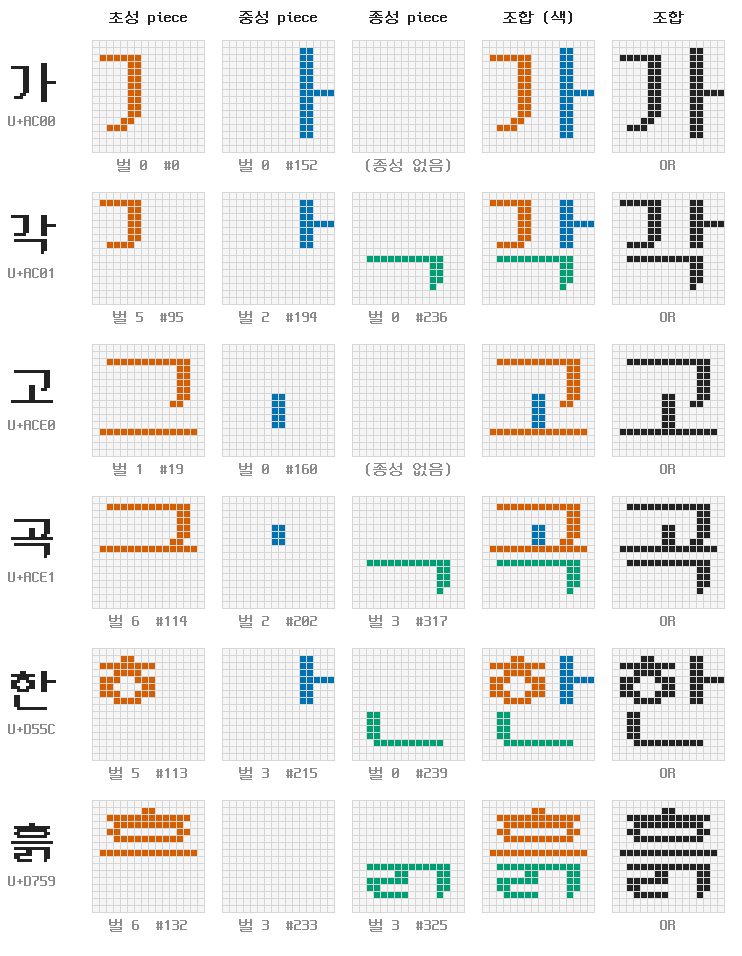 초성 piece 중성 piece 종성 piece 조합 (색) 조합
가
U+AC00
벌 0 #0 벌 0 #152 (종성 없음) OR
각
U+AC01
벌 5 #95 벌 2 #194 벌 0 #236 OR
고
U+ACE0
벌 1 #19 벌 0 #160 (종성 없음) OR
곡
U+ACE1
벌 6 #114 벌 2 #202 벌 3 #317 OR
한
U+D55C
벌 5 #113 벌 3 #215 벌 0 #239 OR
흙
U+D759
벌 6 #132 벌 3 #233 벌 3 #325 OR